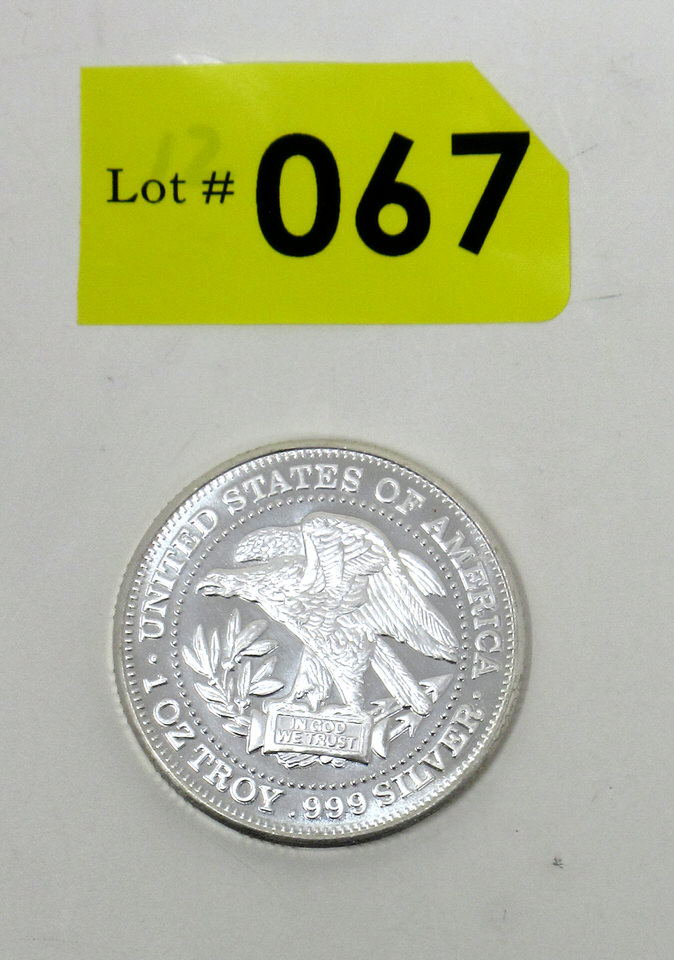 Lot # 067
UNITED STATES OF AMERICA
IN GOD
WE TRUST
· 1 OZ TROY .999 SILVER ·